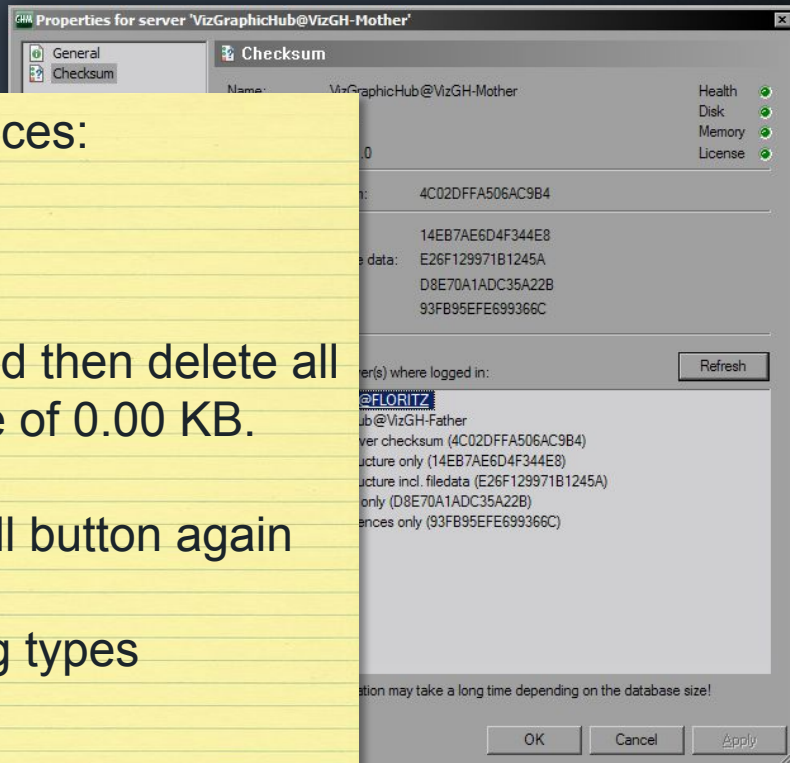 GHM Properties for server 'VizGraphicHub@VizGH-Mother'
General
Checksum
Checksum
Name: VizGraphicHub@VizGH-Mother
Health
Disk
Memory
.0
License
4C02DFFA506AC9B4
14EB7AE6D4F344E8
data: E26F129971B1245A
D8E70A1ADC35A22B
93FB95EFE699366C
er(s) where logged in:
Refresh
@FLORITZ
ub@VizGH-Father
ver checksum (4C02DFFA506AC9B4)
ucture only (14EB7AE6D4F344E8)
ucture incl. filedata (E26F129971B1245A)
only (D8E70A1ADC35A22B)
ences only (93FB95EFE699366C)
ation may take a long time depending on the database size!
OK Cancel Apply
ces:
d then delete all
e of 0.00 KB.
ll button again
g types